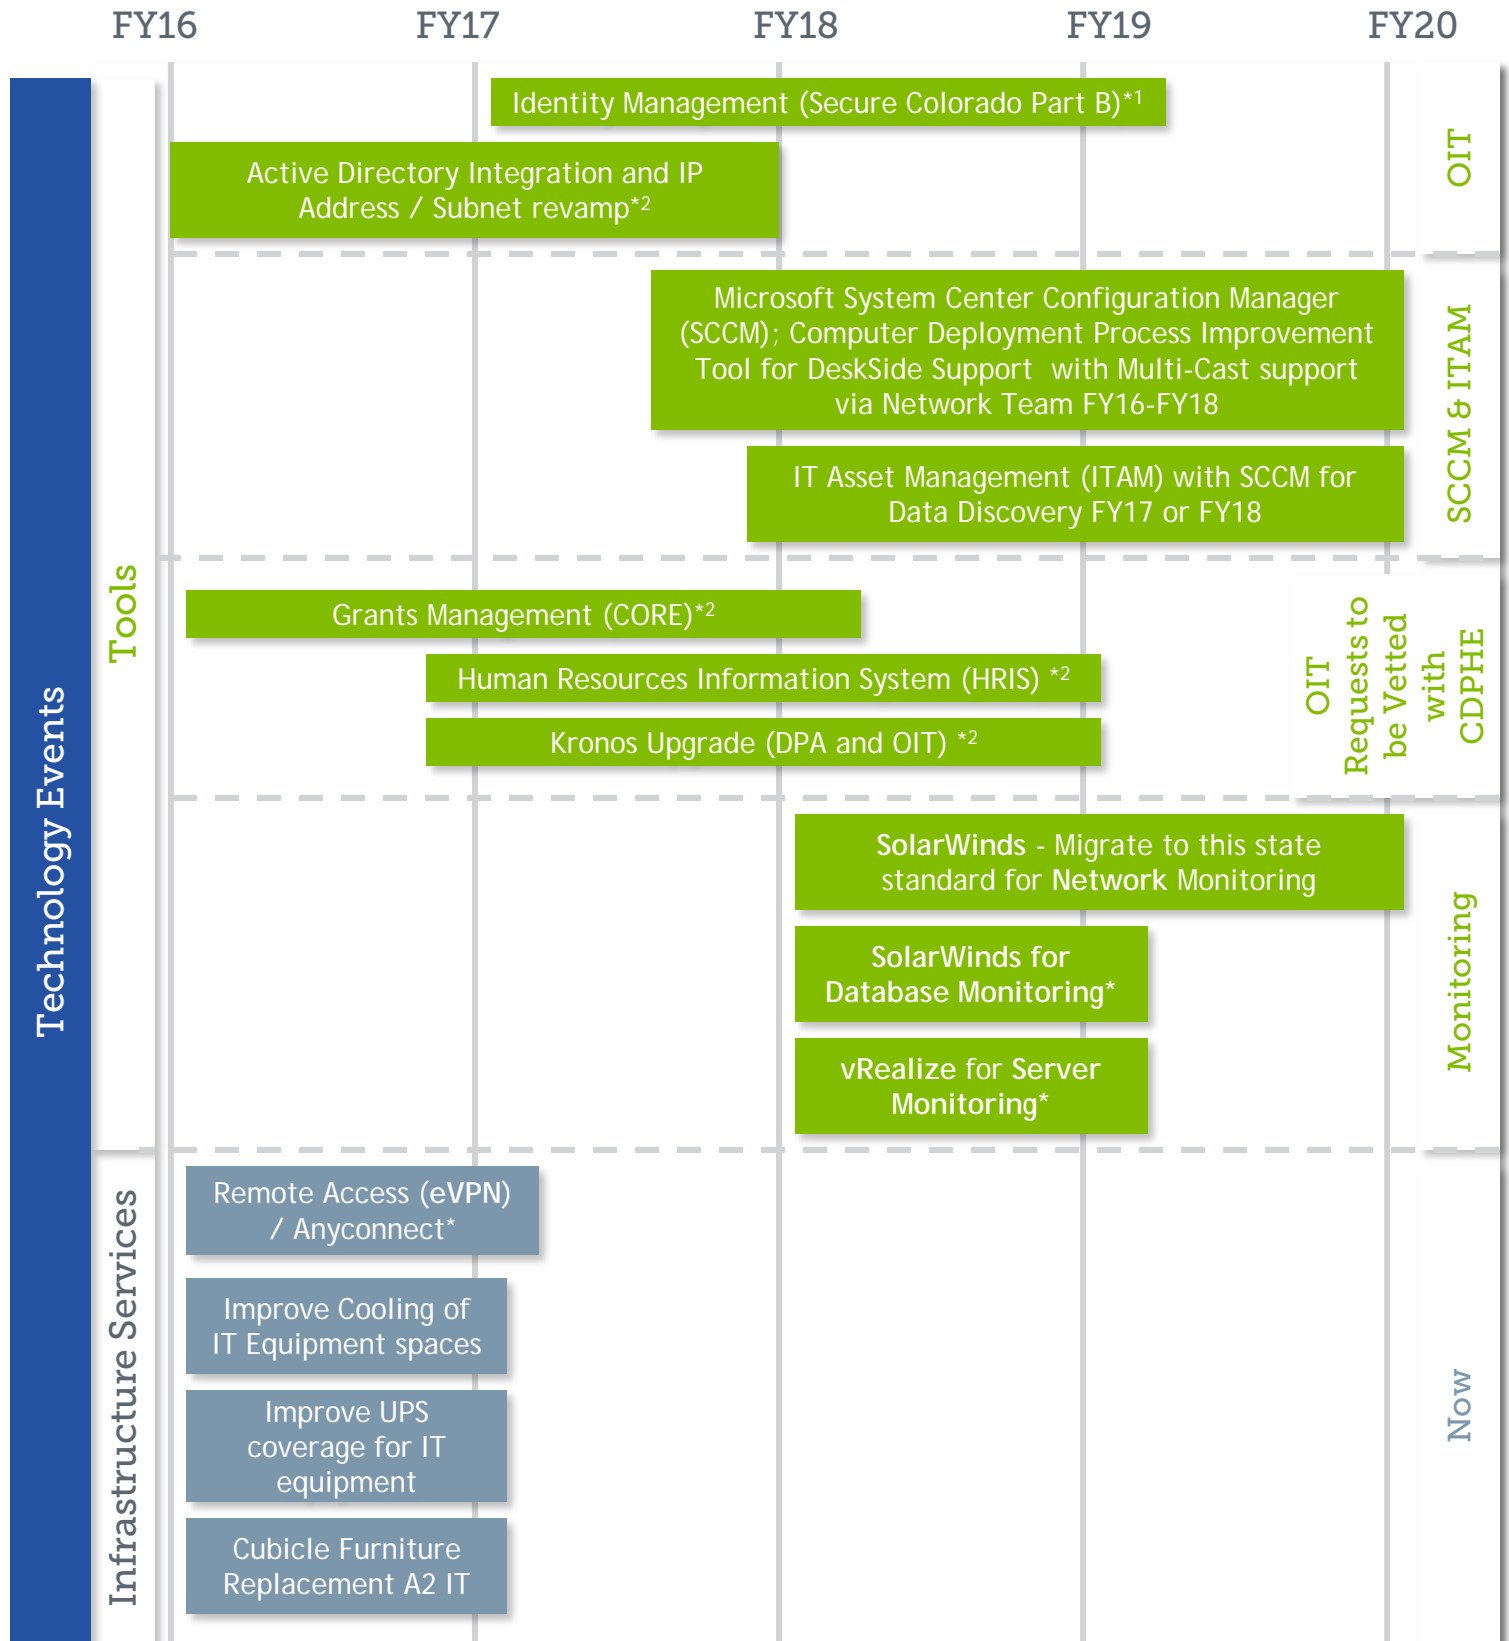 FY16 FY17 FY18 FY19 FY20
Technology Events
Tools
Identity Management (Secure Colorado Part B)*1
Active Directory Integration and IP
Address / Subnet revamp*2
OIT
Microsoft System Center Configuration Manager
(SCCM); Computer Deployment Process Improvement
Tool for DeskSide Support with Multi-Cast support
via Network Team FY16-FY18
IT Asset Management (ITAM) with SCCM for
Data Discovery FY17 or FY18
SCCM & ITAM
Grants Management (CORE)*2
Human Resources Information System (HRIS) *2
Kronos Upgrade (DPA and OIT) *2
OIT
Requests to
be Vetted
with
CDPHE
SolarWinds - Migrate to this state
standard for Network Monitoring
SolarWinds for
Database Monitoring*
vRealize for Server
Monitoring*
Monitoring
Infrastructure Services
Remote Access (eVPN)
/ Anyconnect*
Improve Cooling of
IT Equipment spaces
Improve UPS
coverage for IT
equipment
Cubicle Furniture
Replacement A2 IT
Now